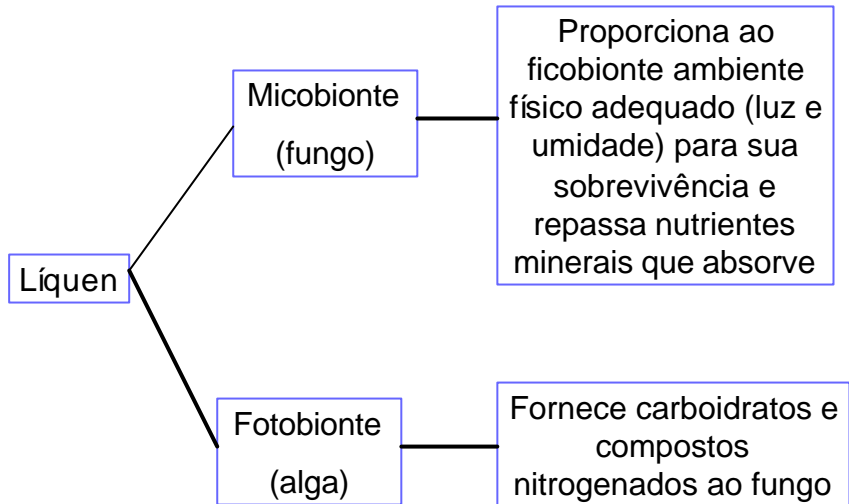 Líquen
Micobionte
(fungo)
Proporciona ao
ficobionte ambiente
físico adequado (luz e
umidade) para sua
sobrevivência e
repassa nutrientes
minerais que absorve
Fotobionte
(alga)
Fornece carboidratos e
compostos
nitrogenados ao fungo